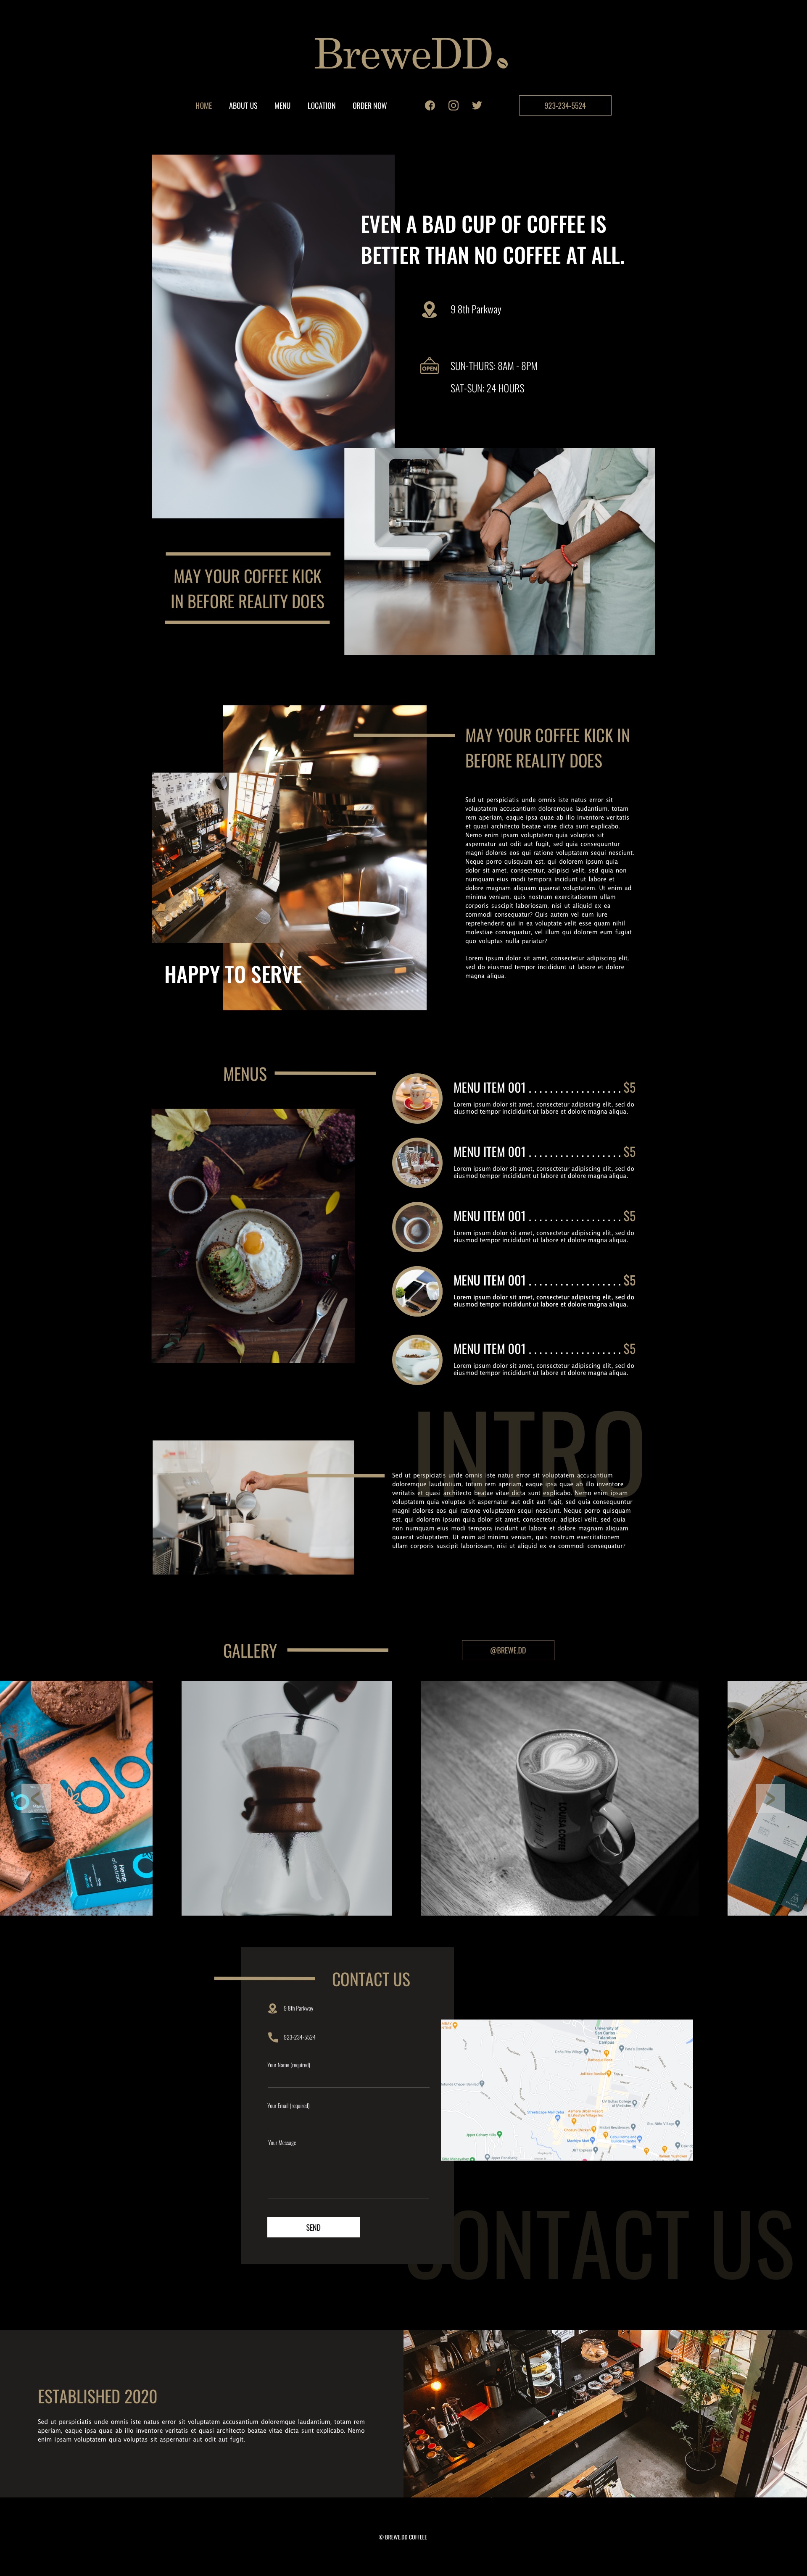 BreweDD
HOME ABOUT US MENU LOCATION ORDER NOW 923-234-5524
EVEN A BAD CUP OF COFFEE IS
BETTER THAN NO COFFEE AT ALL.
9 8th Parkway
OPEN
SUN-THURS: 8AM - 8PM
SAT-SUN: 24 HOURS
MAY YOUR COFFEE KICK
IN BEFORE REALITY DOES
MAY YOUR COFFEE KICK IN
BEFORE REALITY DOES
Sed ut perspiciatis unde omnis iste natus error sit
voluptatem accusantium doloremque laudantium, totam
rem aperiam, eaque ipsa quae ab illo inventore veritatis
et quasi architecto beatae vitae dicta sunt explicabo.
Nemo enim ipsam voluptatem quia voluptas sit
aspernatur aut odit aut fugit, sed quia consequuntur
magni dolores eos qui ratione voluptatem sequi nesciunt.
Neque porro quisquam est, qui dolorem ipsum quia
dolor sit amet, consectetur, adipisci velit, sed quia non
numquam eius modi tempora incidunt ut labore et
dolore magnam aliquam quaerat voluptatem. Ut enim ad
minima veniam, quis nostrum exercitationem ullam
corporis suscipit laboriosam, nisi ut aliquid ex ea
commodi consequatur? Quis autem vel eum iure
reprehenderit qui in ea voluptate velit esse quam nihil
molestiae consequatur, vel illum qui dolorem eum fugiat
quo voluptas nulla pariatur?
Lorem ipsum dolor sit amet, consectetur adipiscing elit,
sed do eiusmod tempor incididunt ut labore et dolore
magna aliqua.
HAPPY TO SERVE
MENUS
MENU ITEM 001 . . . . . . . . . . . . . . . . . . $5
Lorem ipsum dolor sit amet, consectetur adipiscing elit, sed do
eiusmod tempor incididunt ut labore et dolore magna aliqua.
MENU ITEM 001 . . . . . . . . . . . . . . . . . . $5
Lorem ipsum dolor sit amet, consectetur adipiscing elit, sed do
eiusmod tempor incididunt ut labore et dolore magna aliqua.
MENU ITEM 001 . . . . . . . . . . . . . . . . . . $5
Lorem ipsum dolor sit amet, consectetur adipiscing elit, sed do
eiusmod tempor incididunt ut labore et dolore magna aliqua.
MENU ITEM 001 . . . . . . . . . . . . . . . . . . $5
Lorem ipsum dolor sit amet, consectetur adipiscing elit, sed do
eiusmod tempor incididunt ut labore et dolore magna aliqua.
MENU ITEM 001 . . . . . . . . . . . . . . . . . . $5
Lorem ipsum dolor sit amet, consectetur adipiscing elit, sed do
eiusmod tempor incididunt ut labore et dolore magna aliqua.
INTRO
Sed ut perspiciatis unde omnis iste natus error sit voluptatem accusantium
doloremque laudantium, totam rem aperiam, eaque ipsa quae ab illo inventore
veritatis et quasi architecto beatae vitae dicta sunt explicabo. Nemo enim ipsam
voluptatem quia voluptas sit aspernatur aut odit aut fugit, sed quia consequuntur
magni dolores eos qui ratione voluptatem sequi nesciunt. Neque porro quisquam
est, qui dolorem ipsum quia dolor sit amet, consectetur, adipisci velit, sed quia
non numquam eius modi tempora incidunt ut labore et dolore magnam aliquam
quaerat voluptatem. Ut enim ad minima veniam, quis nostrum exercitationem
ullam corporis suscipit laboriosam, nisi ut aliquid ex ea commodi consequatur?
GALLERY
@BREWE.DD
bloo
Hemp
LOUISA COFFEE
CONTACT US
9 8th Parkway
923-234-5524
Your Name (required)
Your Email (required)
Your Message
SEND
University of
San Carlos -
Talamban
Campus
CONTACT US
ESTABLISHED 2020
Sed ut perspiciatis unde omnis iste natus error sit voluptatem accusantium doloremque laudantium, totam rem
aperiam, eaque ipsa quae ab illo inventore veritatis et quasi architecto beatae vitae dicta sunt explicabo. Nemo
enim ipsam voluptatem quia voluptas sit aspernatur aut odit aut fugit,
© BREWE.DD COFFEEE